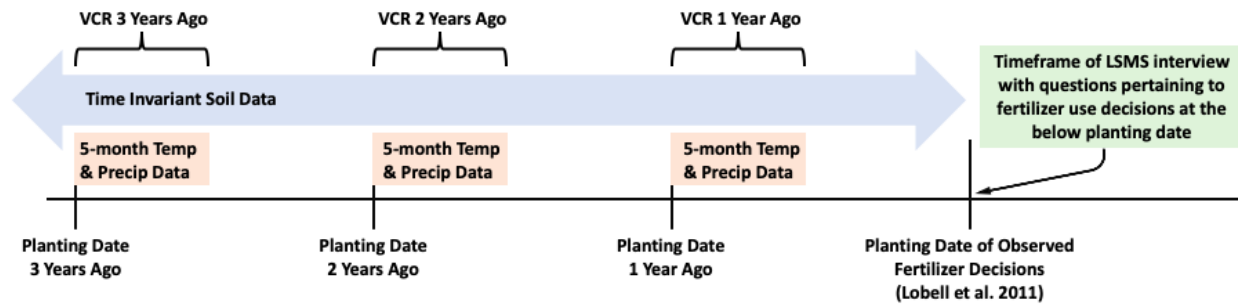 VCR 3 Years Ago
VCR 2 Years Ago
VCR 1 Year Ago
Timeframe of LSMS interview
with questions pertaining to
fertilizer use decisions at the
below planting date
Time Invariant Soil Data
5-month Temp
& Precip Data
5-month Temp
& Precip Data
5-month Temp
& Precip Data
Planting Date
3 Years Ago
Planting Date
2 Years Ago
Planting Date
1 Year Ago
Planting Date of Observed
Fertilizer Decisions
(Lobell et al. 2011)